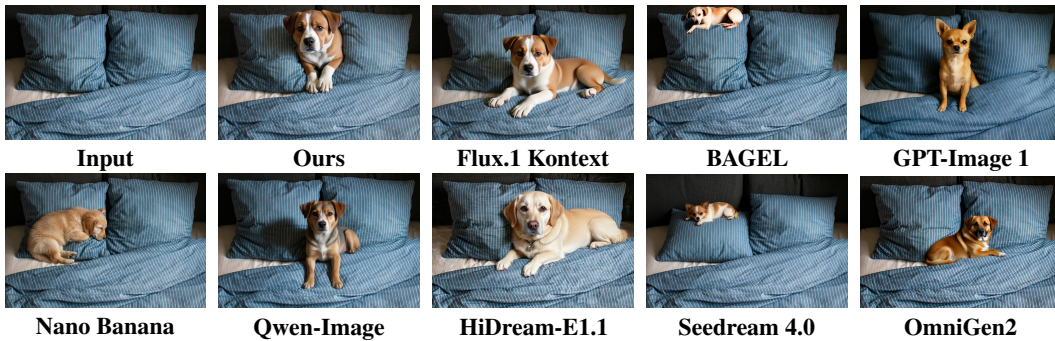 Input
Ours
Flux.1 Kontext
BAGEL
GPT-Image 1
Nano Banana
Qwen-Image
HiDream-E1.1
Seedream 4.0
OmniGen2